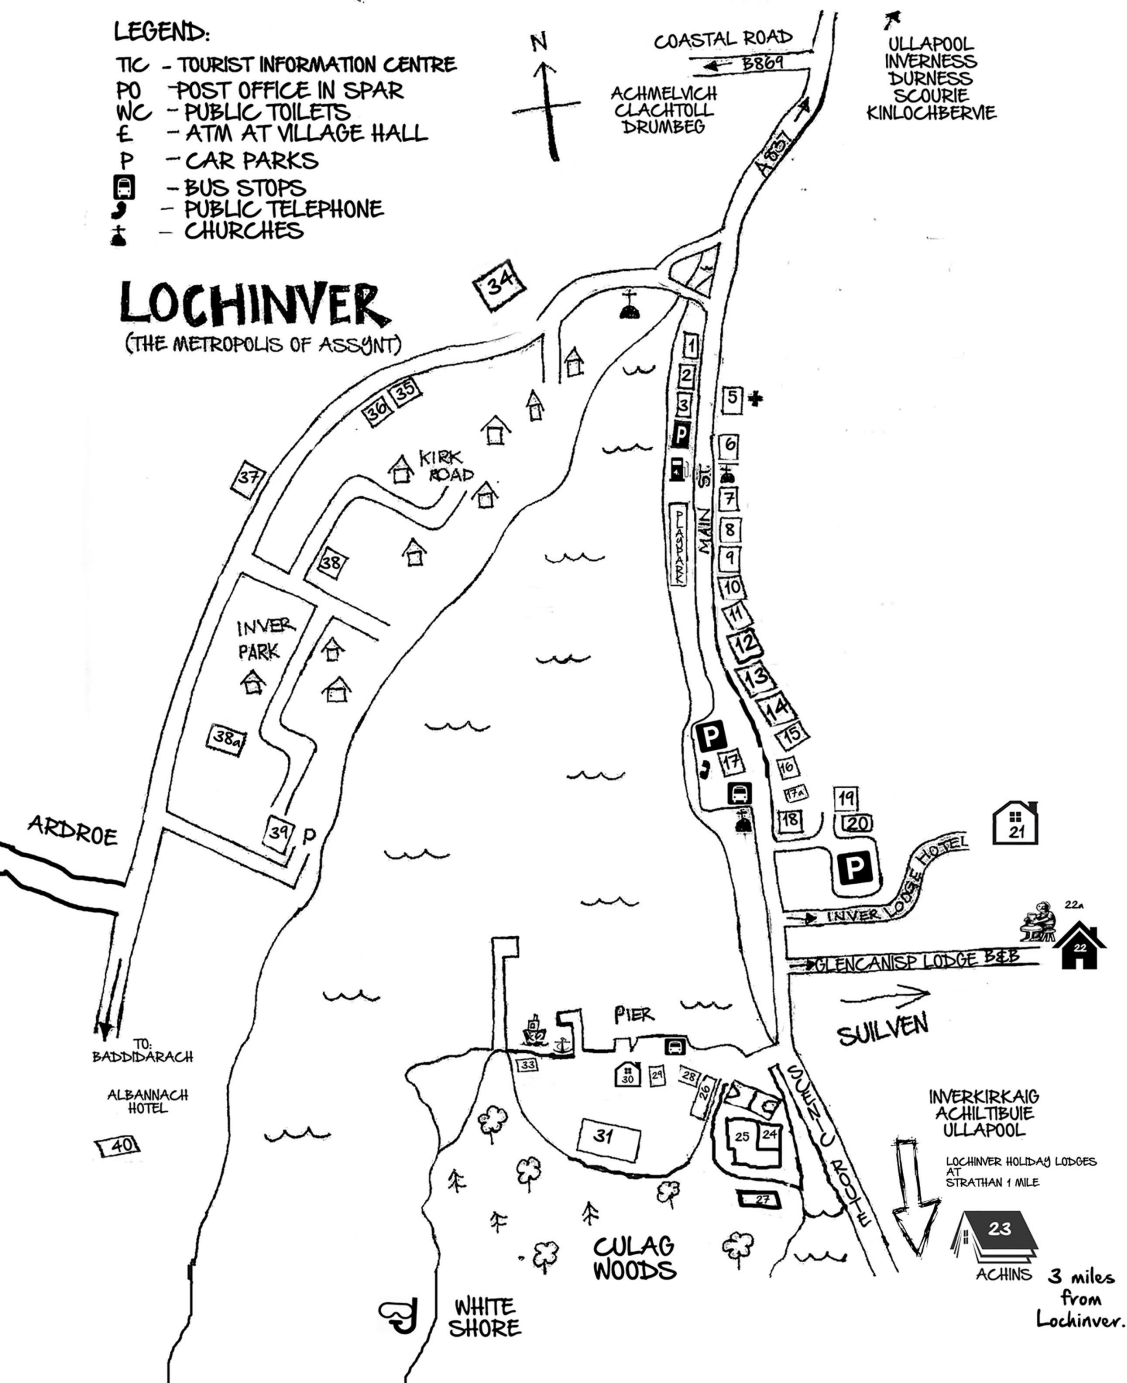 LEGEND:
TIC - TOURIST INFORMATION CENTRE
PO - POST OFFICE IN SPAR
WC - PUBLIC TOILETS
£ - ATM AT VILLAGE HALL
P - CAR PARKS
- BUS STOPS
- PUBLIC TELEPHONE
- CHURCHES
N
COASTAL ROAD
B869
ACHMELVICH
CLACHTOLL
DRUMBEG
ULLAPOOL
INVERNESS
DURNESS
SCOURIE
KINLOCHBERVIE
A837
LOCHINVER
(THE METROPOLIS OF ASSYNT)
34
35
36
37
KIRK
ROAD
38
INVER
PARK
38a
39
P
ARDROE
TO:
BADDIDARACH
ALBANNACH
HOTEL
40
1
2
3
P
PLAYPARK
MAIN ST.
5
6
7
8
9
10
11
12
13
14
15
16
17a
18
P
17
19
20
P
21
INVER LODGE HOTEL
22a
22
GLENCANISP LODGE B&B
SUILVEN
PIER
32
33
30
29
28
26
31
25
24
27
SCENIC ROUTE
INVERKIRKAIG
ACHILTIBUIE
ULLAPOOL
LOCHINVER HOLIDAY LODGES
AT
STRATHAN 1 MILE
23
ACHINS
3 miles
from
Lochinver.
CULAG
WOODS
WHITE
SHORE